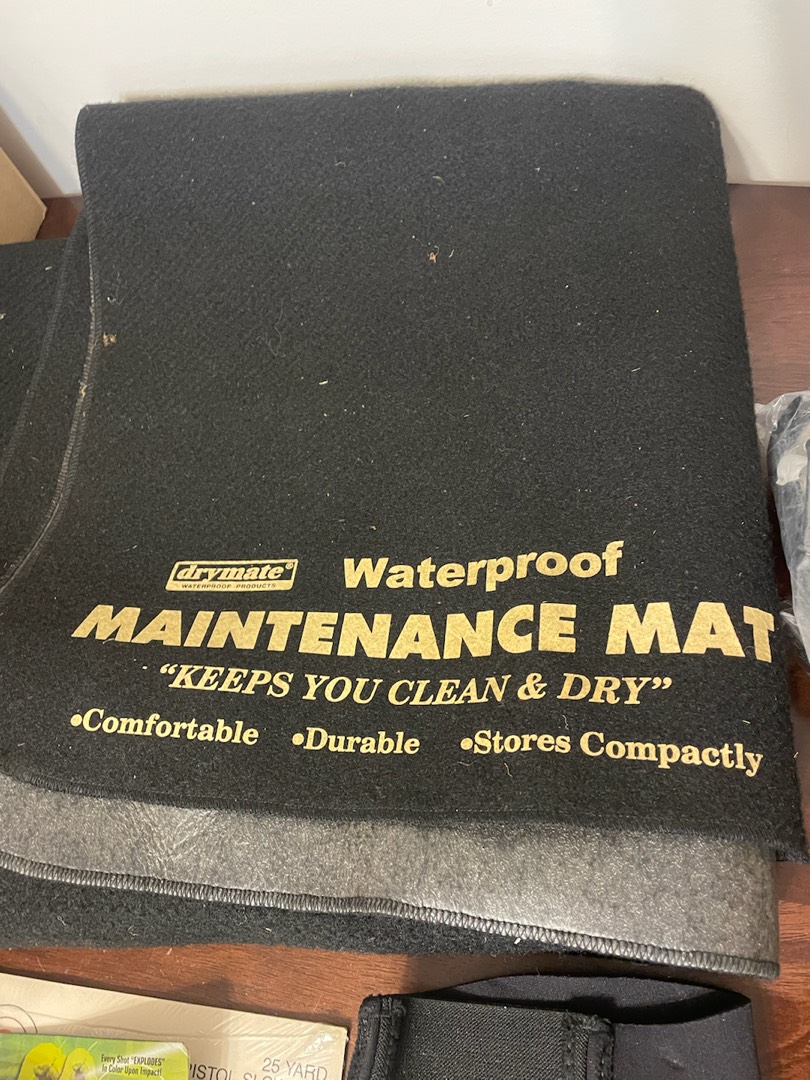 drymate®
WATERPROOF PRODUCTS
Waterproof
MAINTENANCE MAT
"KEEPS YOU CLEAN & DRY"
•Comfortable •Durable •Stores Compactly
Every Shot "EXPLODES"
In Color Upon Impact!
25 YARD